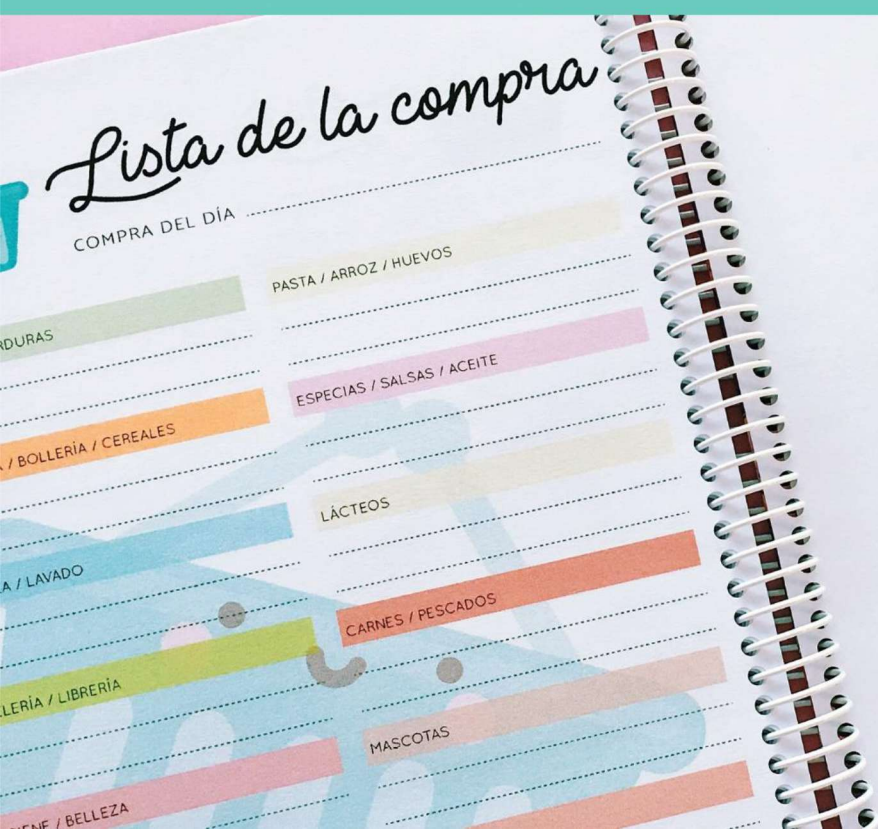 Lista de la compra
COMPRA DEL DÍA
RDURAS
/ BOLLERÍA / CEREALES
A / LAVADO
LERÍA / LIBRERÍA
ENE / BELLEZA
PASTA / ARROZ / HUEVOS
ESPECIAS / SALSAS / ACEITE
LÁCTEOS
CARNES / PESCADOS
MASCOTAS